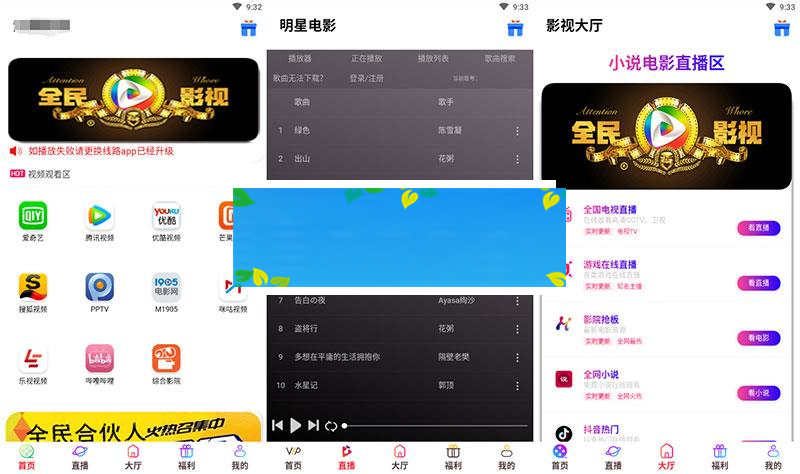 9:32
Attention
Whore
全民
影视
如播放失败请更换线路app已经升级
HOT 视频观看区
iQIYI
YOUKU
优酷
爱奇艺
腾讯视频
优酷视频
芒果
1905
电影网
搜狐视频
PPTV
M1905
咪咕视频
bilibili
乐视视频
哔哩哔哩
综合影院
全民合伙人火热召集中
首页
直播
大厅
福利
我的
9:33
明星电影
播放器
正在播放
播放列表
歌曲搜索
歌曲无法下载?
登录/注册
歌曲
歌手
1
绿色
陈雪凝
2
出山
花粥
7
告白の夜
Ayasa绚沙
8
盗将行
花粥
9
多想在平庸的生活拥抱你
隔壁老樊
10
水星记
郭顶
VIP
首页
直播
大厅
福利
我的
9:33
影视大厅
小说电影直播区
Attention
Whore
全民
影视
全国电视直播
在线收看高清CCTV、卫视
实时更新
电视TV
看直播
游戏在线直播
各类游戏在线直播
实时更新
知名主播
看直播
影院抢板
最新电影资源
实时更新
全网最热
看电影
全网小说
免费小说在线观看
实时更新
全网火热
看小说
抖音热门
抖音热门在线看
首页
直播
大厅
福利
我的